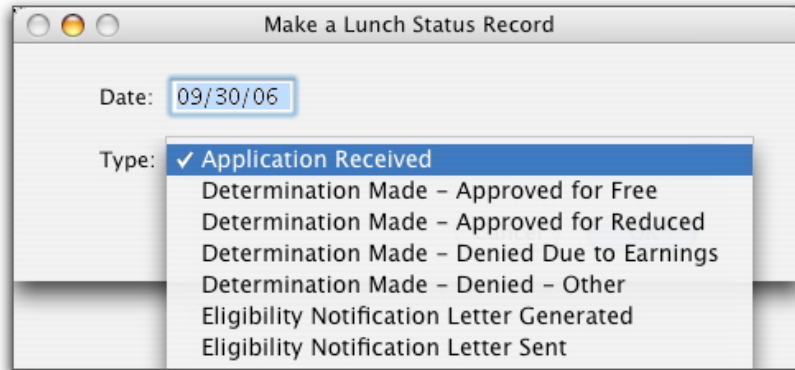 Make a Lunch Status Record
Date: 09/30/06
Type: ✓ Application Received
Determination Made – Approved for Free
Determination Made – Approved for Reduced
Determination Made – Denied Due to Earnings
Determination Made – Denied – Other
Eligibility Notification Letter Generated
Eligibility Notification Letter Sent